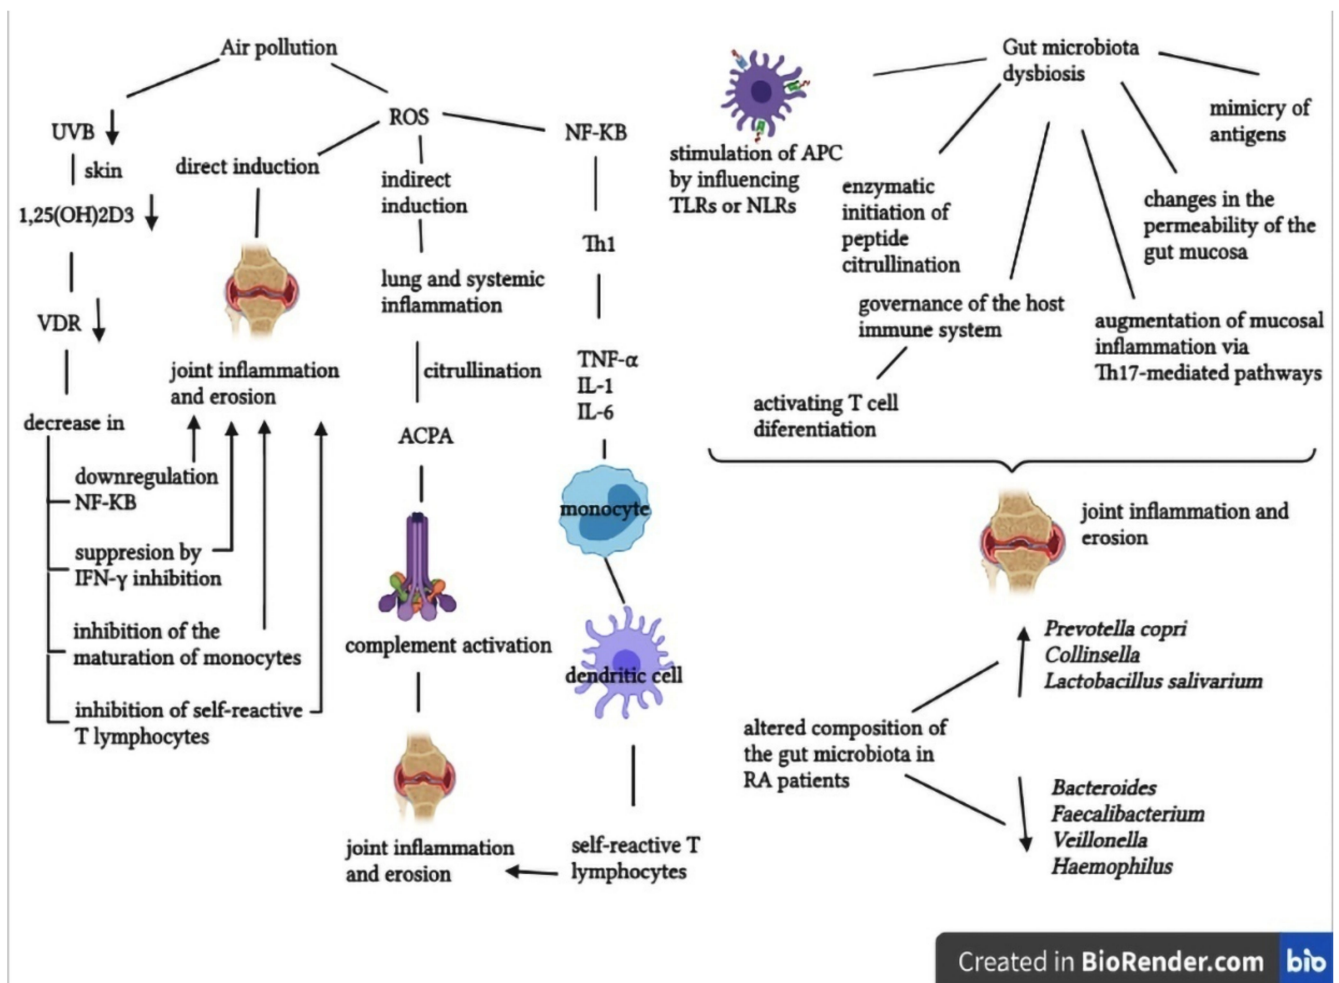 Air pollution
UVB
skin
1,25(OH)2D3
VDR
decrease in
downregulation
NF-KB
suppresion by
IFN-γ inhibition
inhibition of the
maturation of monocytes
inhibition of self-reactive
T lymphocytes
ROS
direct induction
joint inflammation
and erosion
indirect
induction
lung and systemic
inflammation
citrullination
ACPA
complement activation
joint inflammation
and erosion
NF-KB
Th1
TNF-α
IL-1
IL-6
monocyte
dendritic cell
self-reactive T
lymphocytes
Gut microbiota
dysbiosis
stimulation of APC
by influencing
TLRs or NLRs
enzymatic
initiation of
peptide
citrullination
governance of the host
immune system
activating T cell
diferentiation
augmentation of mucosal
inflammation via
Th17-mediated pathways
changes in the
permeability of the
gut mucosa
mimicry of
antigens
joint inflammation and
erosion
altered composition of
the gut microbiota in
RA patients
Prevotella copri
Collinsella
Lactobacillus salivarium
Bacteroides
Faecalibacterium
Veillonella
Haemophilus
Created in BioRender.com bio